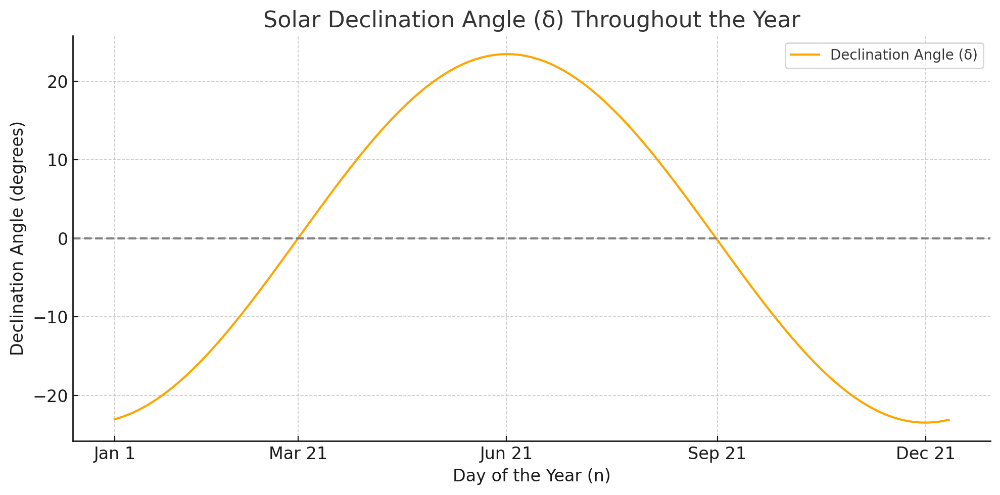 Solar Declination Angle (δ) Throughout the Year
Declination Angle (δ)
Declination Angle (degrees)
20
10
0
−10
−20
Jan 1 Mar 21 Jun 21 Sep 21 Dec 21
Day of the Year (n)